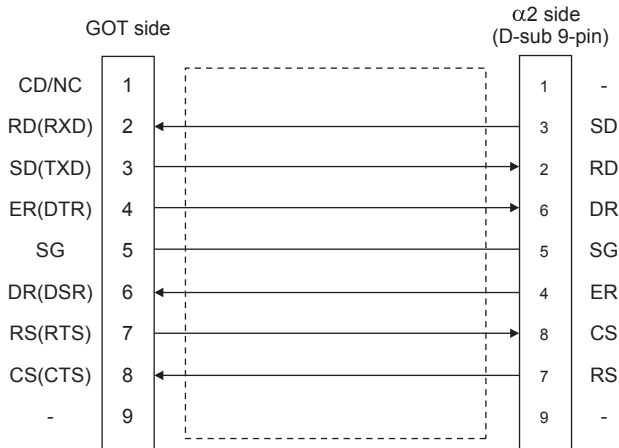 GOT side
α2 side
(D-sub 9-pin)
CD/NC 1 1 -
RD(RXD) 2 3 SD
SD(TXD) 3 2 RD
ER(DTR) 4 6 DR
SG 5 5 SG
DR(DSR) 6 4 ER
RS(RTS) 7 8 CS
CS(CTS) 8 7 RS
- 9 9 -